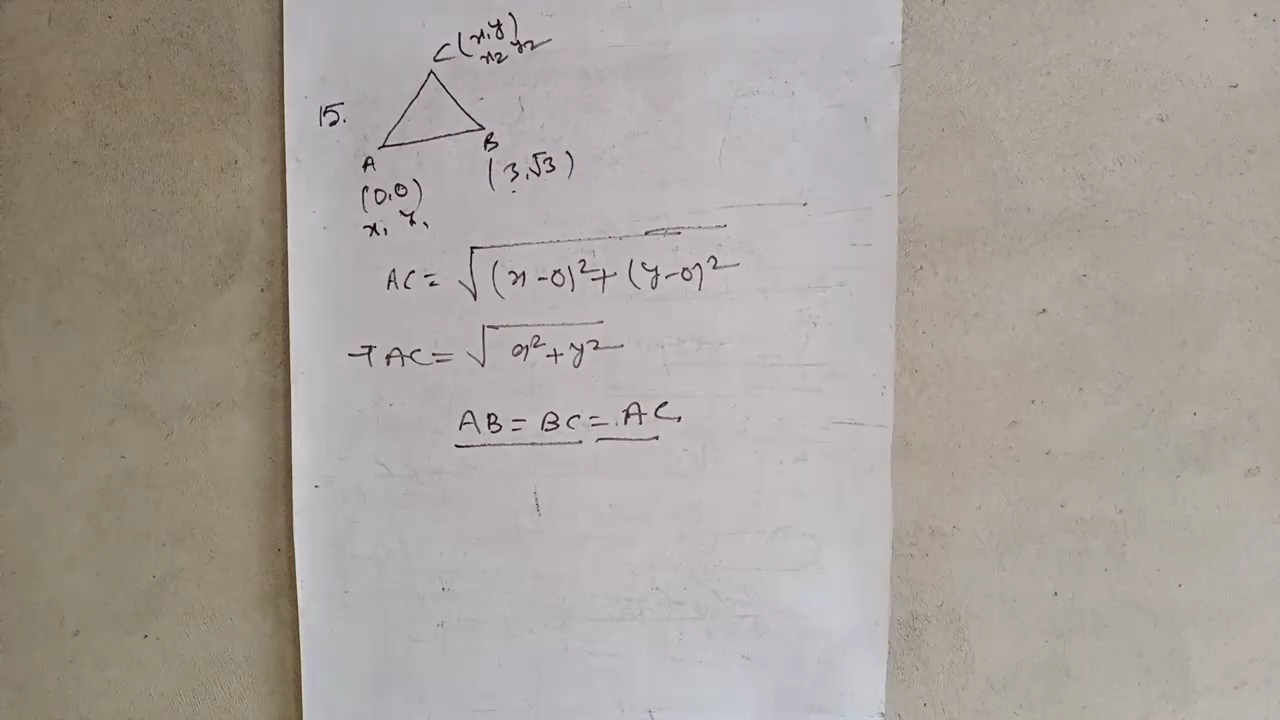 C(x,y)
x2 y2
15.
A
B
(3,√3)
(0,0)
x1 y1
AC = √(x-0)²+(y-0)²
→ AC = √x²+y²
AB = BC = AC,